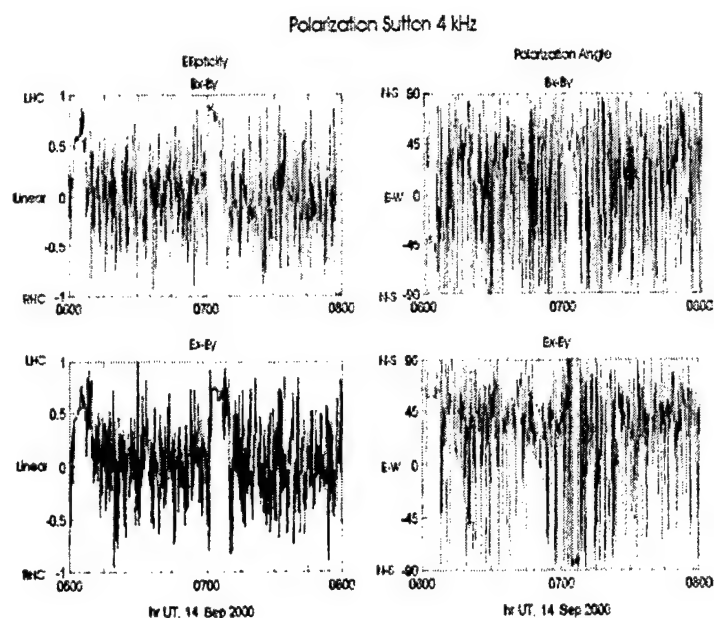 Polarization Sutton 4 kHz
Ellipticity
Bx-By
LHC 1
0.5
Linear 0
-0.5
RHC -1
0600 0700 0800
Polarization Angle
Bx-By
N-S 90
45
E-W 0
-45
N-S -90
0600 0700 0800
Ex-Ey
LHC 1
0.5
Linear 0
-0.5
RHC -1
0600 0700 0800
hr UT, 14 Sep 2000
Ex-Ey
N-S 90
45
E-W 0
-45
N-S -90
0600 0700 0800
hr UT, 14 Sep 2000